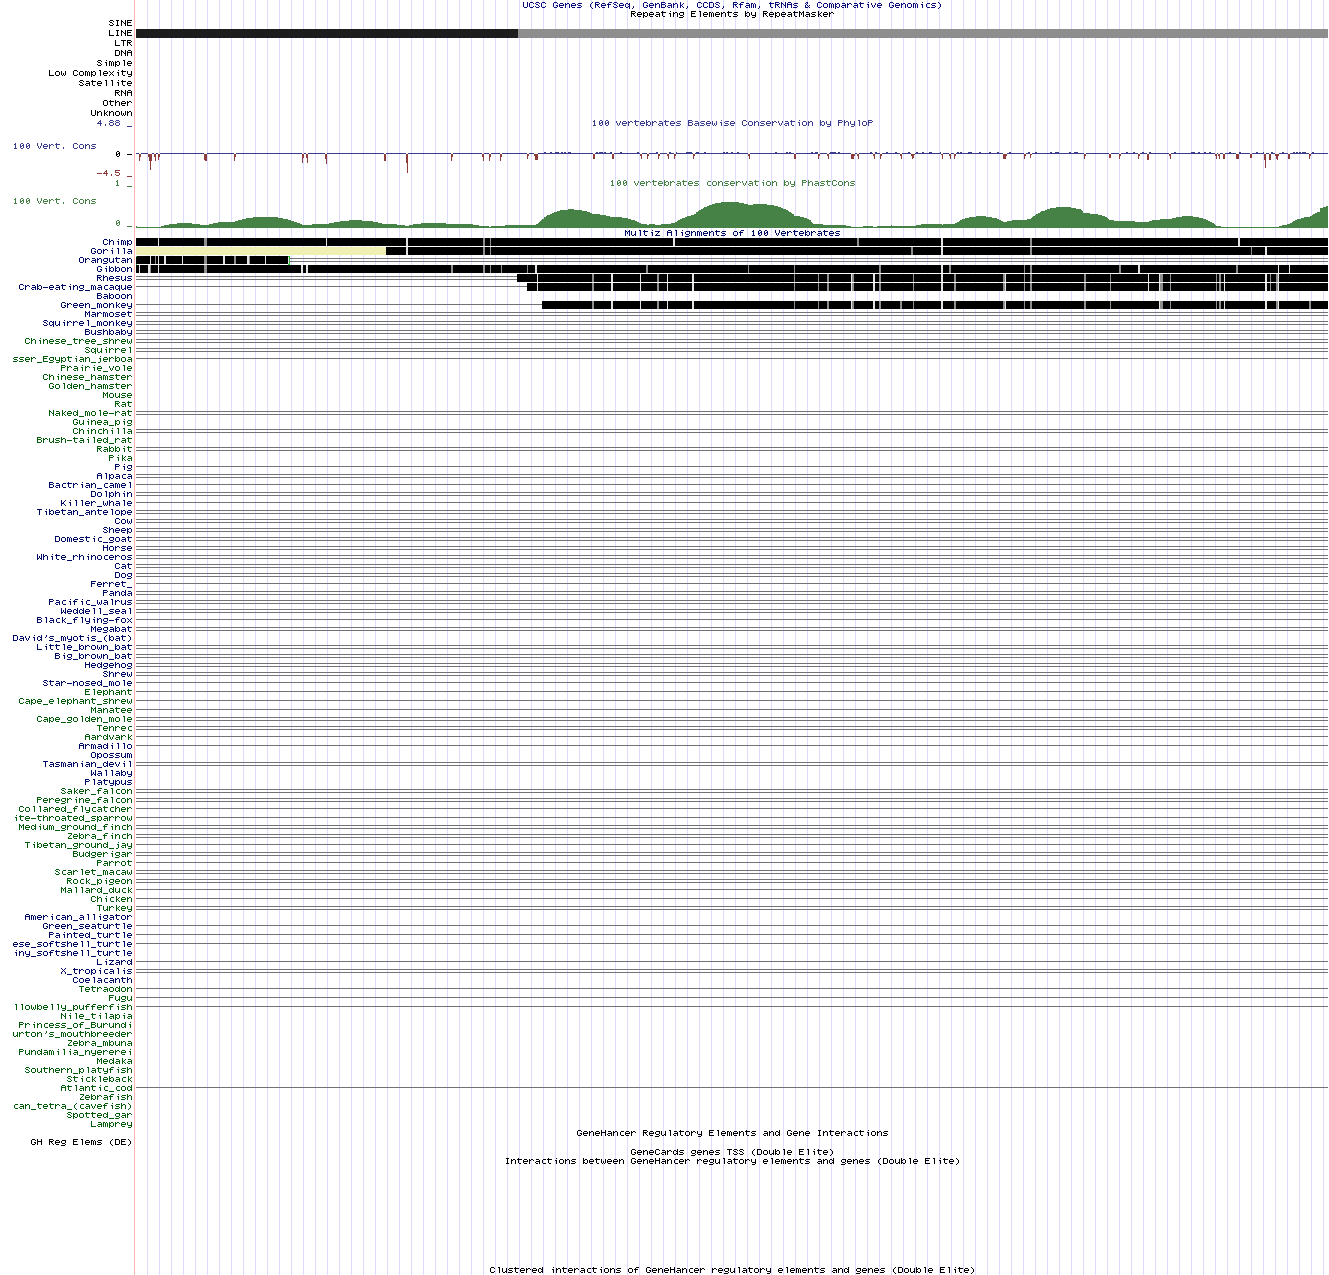 UCSC Genes (RefSeq, GenBank, CCDS, Rfam, tRNAs & Comparative Genomics)
Repeating Elements by RepeatMasker
SINE
LINE
LTR
DNA
Simple
Low Complexity
Satellite
RNA
Other
Unknown
4.88 _
100 vertebrates Basewise Conservation by PhyloP
100 Vert. Cons
0 -
-4.5 _
1 _
100 vertebrates conservation by PhastCons
100 Vert. Cons
0 _
Multiz Alignments of 100 Vertebrates
Chimp
Gorilla
Orangutan
Gibbon
Rhesus
Crab-eating_macaque
Baboon
Green_monkey
Marmoset
Squirrel_monkey
Bushbaby
Chinese_tree_shrew
Squirrel
sser_Egyptian_jerboa
Prairie_vole
Chinese_hamster
Golden_hamster
Mouse
Rat
Naked_mole-rat
Guinea_pig
Chinchilla
Brush-tailed_rat
Rabbit
Pika
Pig
Alpaca
Bactrian_camel
Dolphin
Killer_whale
Tibetan_antelope
Cow
Sheep
Domestic_goat
Horse
White_rhinoceros
Cat
Dog
Ferret_
Panda
Pacific_walrus
Weddell_seal
Black_flying-fox
Megabat
David's_myotis_(bat)
Little_brown_bat
Big_brown_bat
Hedgehog
Shrew
Star-nosed_mole
Elephant
Cape_elephant_shrew
Manatee
Cape_golden_mole
Tenrec
Aardvark
Armadillo
Opossum
Tasmanian_devil
Wallaby
Platypus
Saker_falcon
Peregrine_falcon
Collared_flycatcher
ite-throated_sparrow
Medium_ground_finch
Zebra_finch
Tibetan_ground_jay
Budgerigar
Parrot
Scarlet_macaw
Rock_pigeon
Mallard_duck
Chicken
Turkey
American_alligator
Green_seaturtle
Painted_turtle
ese_softshell_turtle
iny_softshell_turtle
Lizard
X_tropicalis
Coelacanth
Tetraodon
Fugu
llowbelly_pufferfish
Nile_tilapia
Princess_of_Burundi
urton's_mouthbreeder
Zebra_mbuna
Pundamilia_nyererei
Medaka
Southern_platyfish
Stickleback
Atlantic_cod
Zebrafish
can_tetra_(cavefish)
Spotted_gar
Lamprey
GeneHancer Regulatory Elements and Gene Interactions
GH Reg Elems (DE)
GeneCards genes TSS (Double Elite)
Interactions between GeneHancer regulatory elements and genes (Double Elite)
Clustered interactions of GeneHancer regulatory elements and genes (Double Elite)